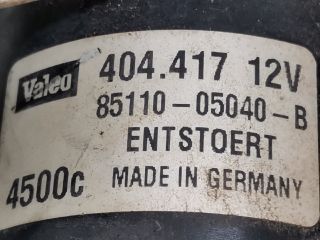 Valeo 404.417 12V
85110-05040-B
ENTSTOERT
4500c MADE IN GERMANY